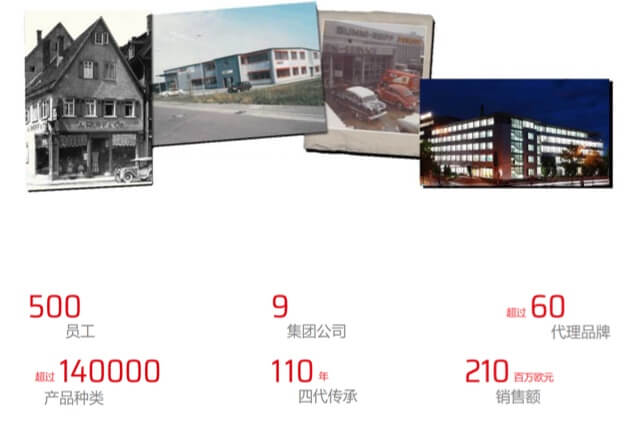 500
员工
9
集团公司
超过 60
代理品牌
超过 140000
产品种类
110 年
四代传承
210 百万欧元
销售额